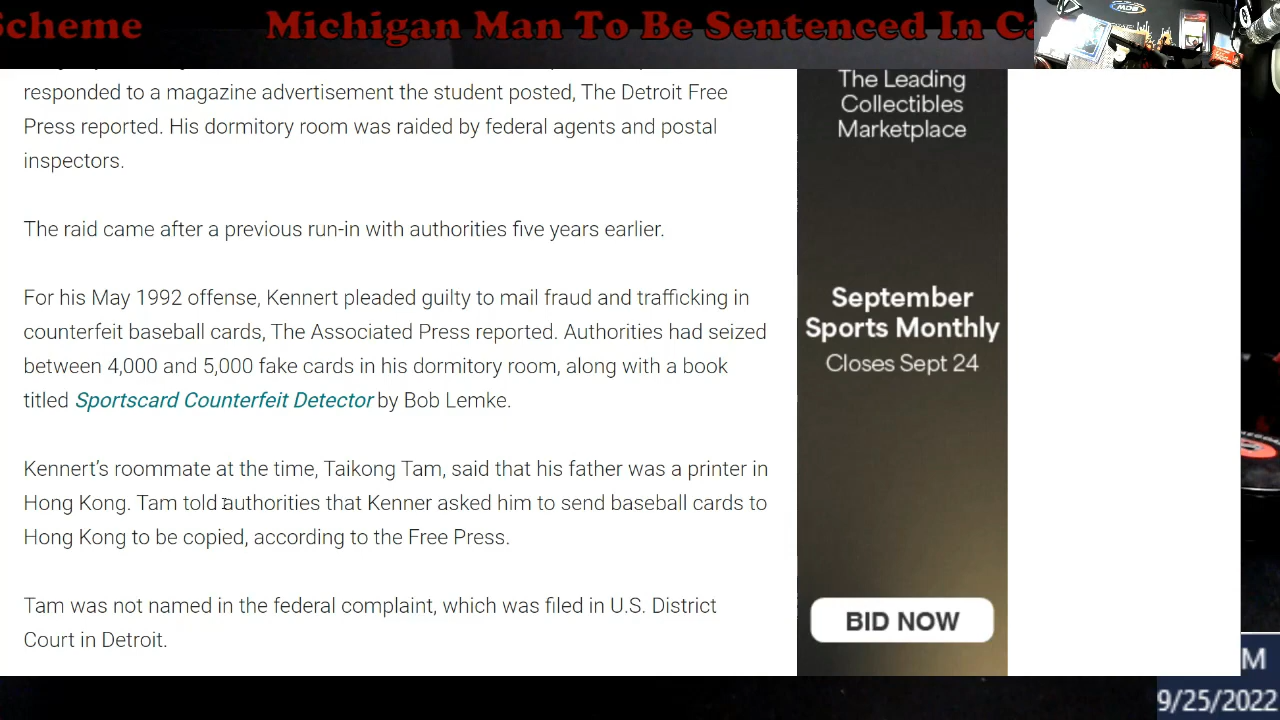 Scheme Michigan Man To Be Sentenced In Ca
responded to a magazine advertisement the student posted, The Detroit Free
Press reported. His dormitory room was raided by federal agents and postal
inspectors.
The raid came after a previous run-in with authorities five years earlier.
For his May 1992 offense, Kennert pleaded guilty to mail fraud and trafficking in
counterfeit baseball cards, The Associated Press reported. Authorities had seized
between 4,000 and 5,000 fake cards in his dormitory room, along with a book
titled Sportscard Counterfeit Detector by Bob Lemke.
Kennert's roommate at the time, Taikong Tam, said that his father was a printer in
Hong Kong. Tam told authorities that Kenner asked him to send baseball cards to
Hong Kong to be copied, according to the Free Press.
Tam was not named in the federal complaint, which was filed in U.S. District
Court in Detroit.
The Leading
Collectibles
Marketplace
September
Sports Monthly
Closes Sept 24
BID NOW
M
9/25/2022